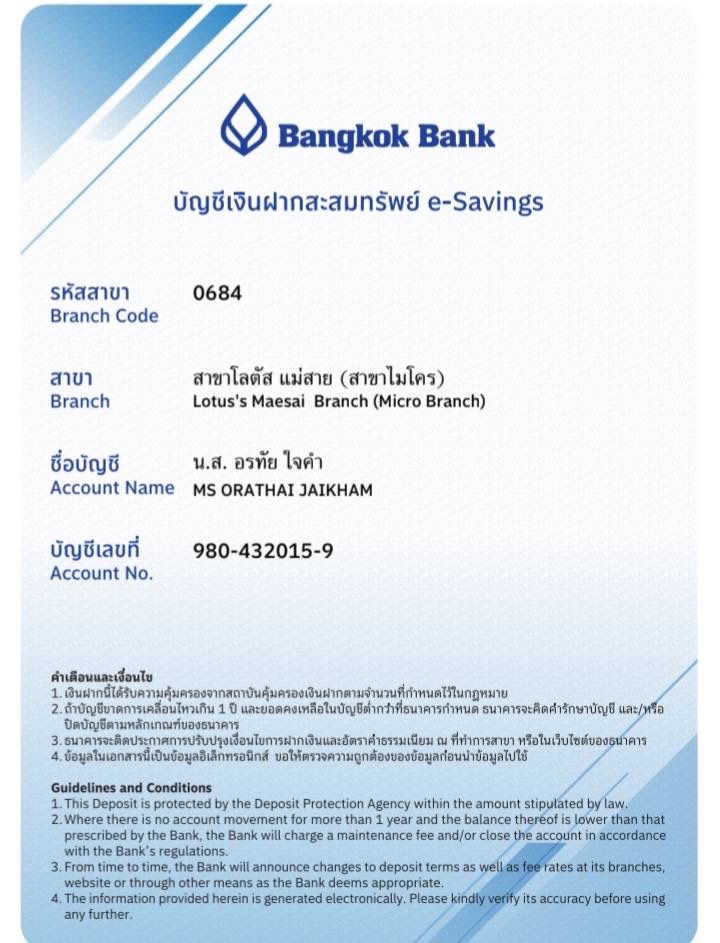 Bangkok Bank
บัญชีเงินฝากสะสมทรัพย์ e-Savings
รหัสสาขา 0684
Branch Code
สาขา สาขาโลตัส แม่สาย (สาขาไมโคร)
Branch Lotus's Maesai Branch (Micro Branch)
ชื่อบัญชี น.ส. อรทัย ใจคำ
Account Name MS ORATHAI JAIKHAM
บัญชีเลขที่ 980-432015-9
Account No.
คำเตือนและเงื่อนไข
1. เงินฝากนี้ได้รับความคุ้มครองจากสถาบันคุ้มครองเงินฝากตามจำนวนที่กำหนดไว้ในกฎหมาย
2. ถ้าบัญชีขาดการเคลื่อนไหวเกิน 1 ปี และยอดคงเหลือในบัญชีต่ำกว่าที่ธนาคารกำหนด ธนาคารจะคิดค่ารักษาบัญชี และ/หรือ
ปิดบัญชีตามหลักเกณฑ์ของธนาคาร
3. ธนาคารจะติดประกาศการปรับปรุงเงื่อนไขการฝากเงินและอัตราค่าธรรมเนียม ณ ที่ทำการสาขา หรือในเว็บไซต์ของธนาคาร
4. ข้อมูลในเอกสารนี้เป็นข้อมูลอิเล็กทรอนิกส์ ขอให้ตรวจความถูกต้องของข้อมูลก่อนนำข้อมูลไปใช้
Guidelines and Conditions
1. This Deposit is protected by the Deposit Protection Agency within the amount stipulated by law.
2. Where there is no account movement for more than 1 year and the balance thereof is lower than that
prescribed by the Bank, the Bank will charge a maintenance fee and/or close the account in accordance
with the Bank's regulations.
3. From time to time, the Bank will announce changes to deposit terms as well as fee rates at its branches,
website or through other means as the Bank deems appropriate.
4. The information provided herein is generated electronically. Please kindly verify its accuracy before using
any further.